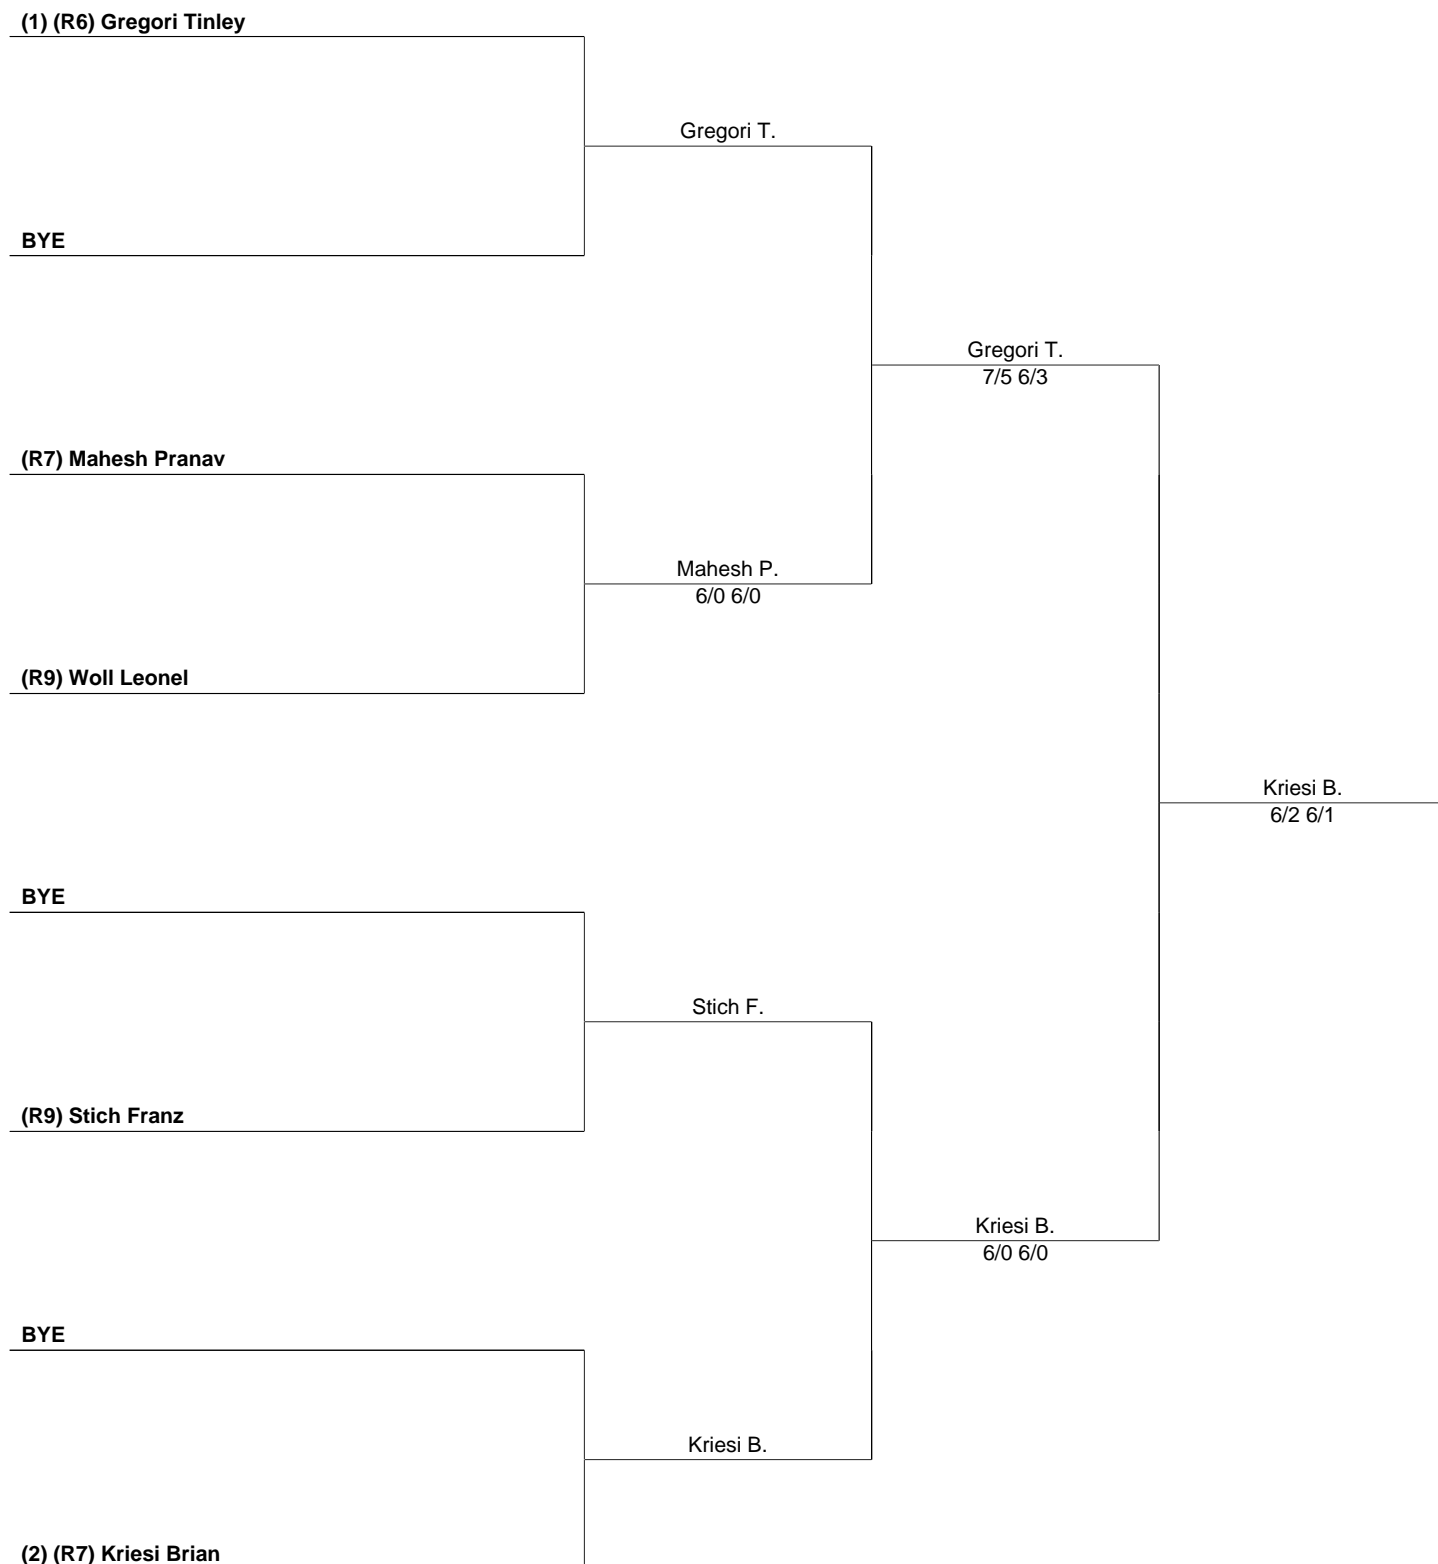 (1) (R6) Gregori Tinley
Gregori T.
BYE
Gregori T.
7/5 6/3
(R7) Mahesh Pranav
Mahesh P.
6/0 6/0
(R9) Woll Leonel
Kriesi B.
6/2 6/1
BYE
Stich F.
(R9) Stich Franz
Kriesi B.
6/0 6/0
BYE
Kriesi B.
(2) (R7) Kriesi Brian